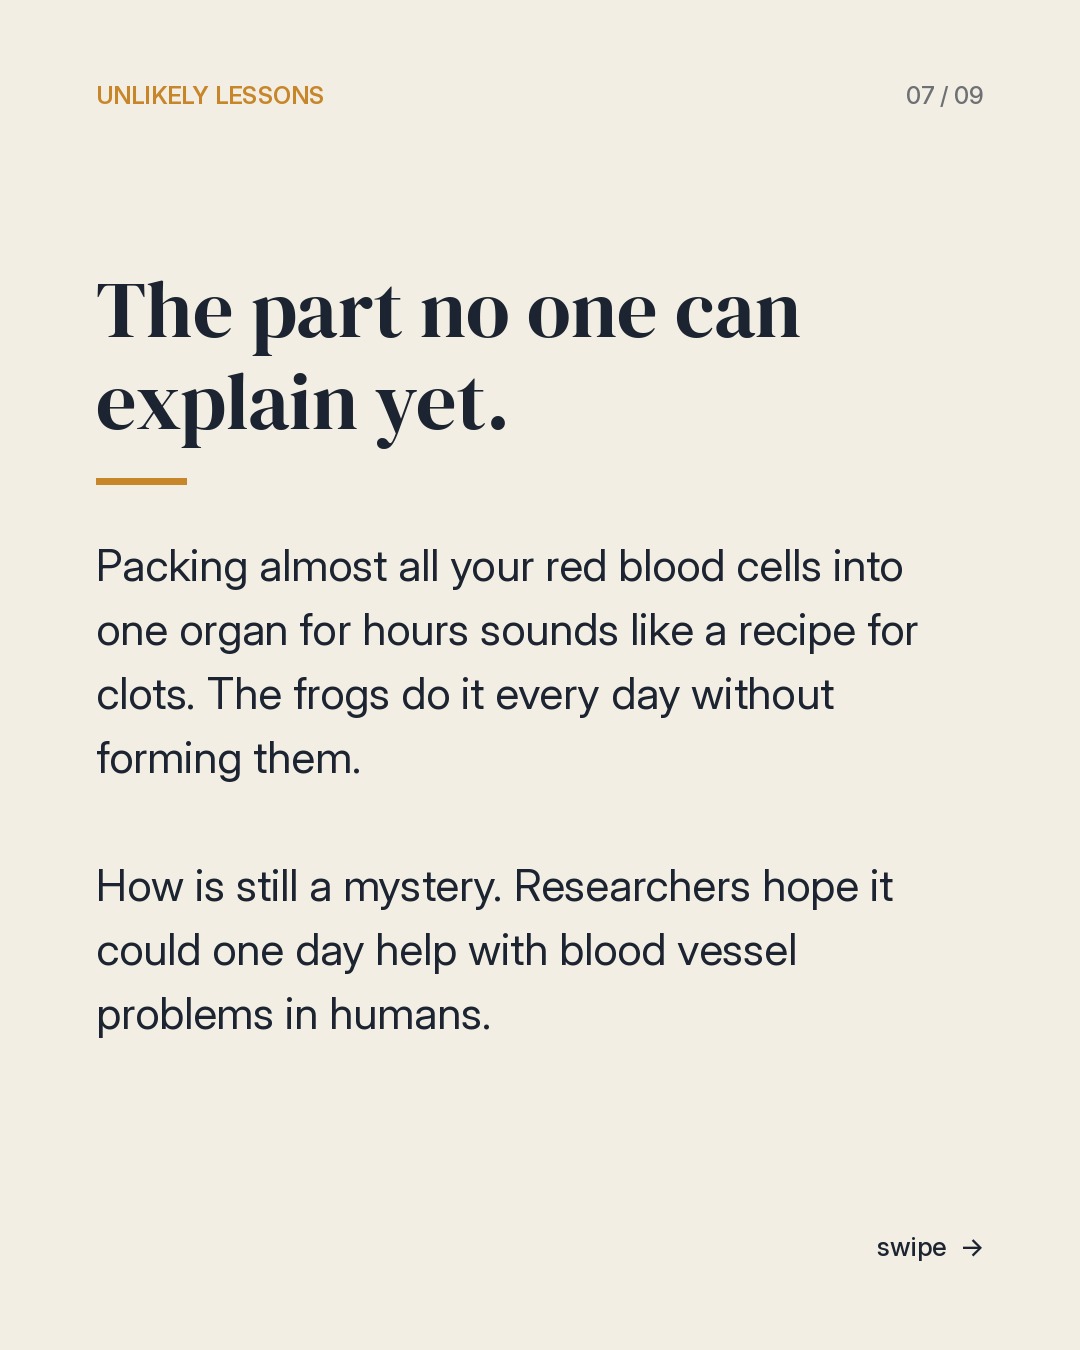 UNLIKELY LESSONS
07 / 09
The part no one can
explain yet.
Packing almost all your red blood cells into
one organ for hours sounds like a recipe for
clots. The frogs do it every day without
forming them.
How is still a mystery. Researchers hope it
could one day help with blood vessel
problems in humans.
swipe →